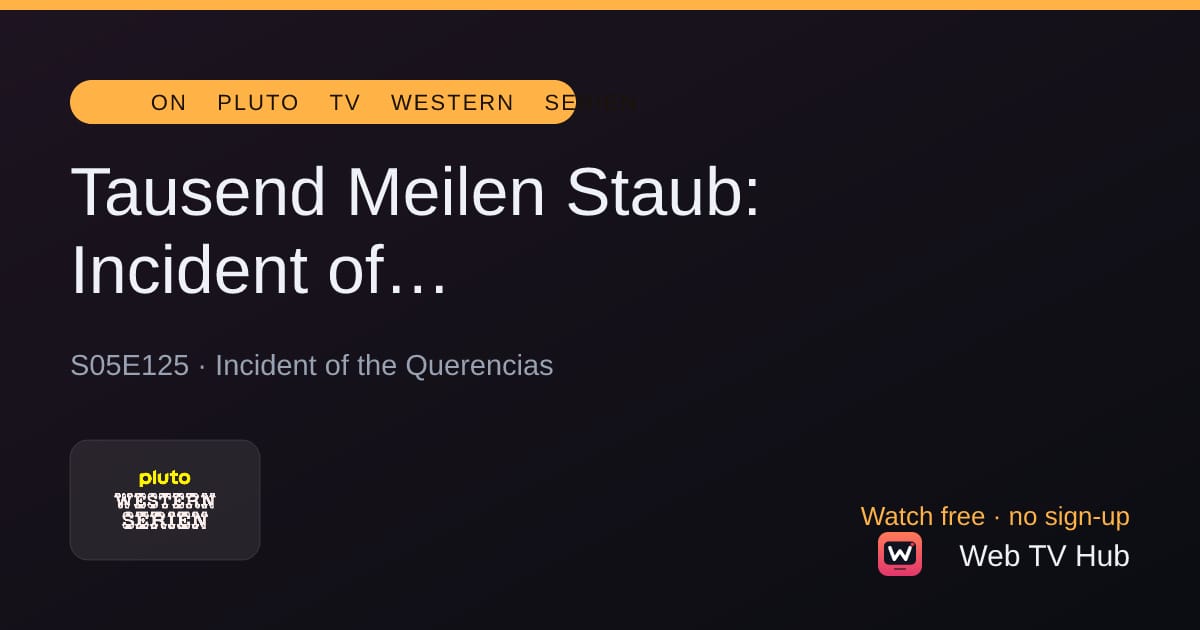 ON PLUTO TV WESTERN SERIEN
Tausend Meilen Staub:
Incident of…
S05E125 · Incident of the Querencias
pluto
WESTERN
SERIEN
Watch free · no sign-up
W
Web TV Hub